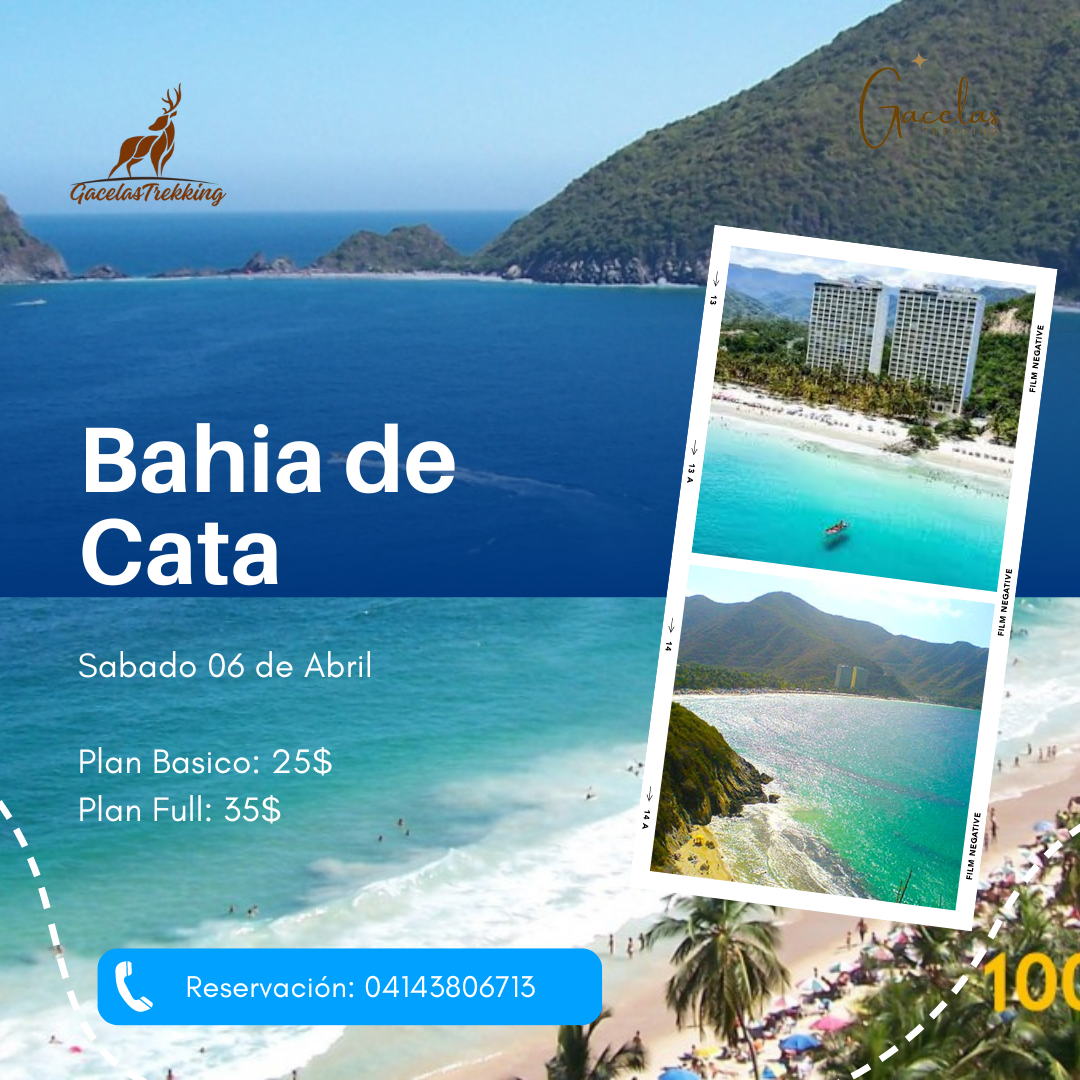 GacelasTrekking
Gacelas
Bahia de
Cata
Sabado 06 de Abril
Plan Basico: 25$
Plan Full: 35$
Reservación: 04143806713
13
13 A
14
14 A
FILM NEGATIVE
FILM NEGATIVE
FILM NEGATIVE
100